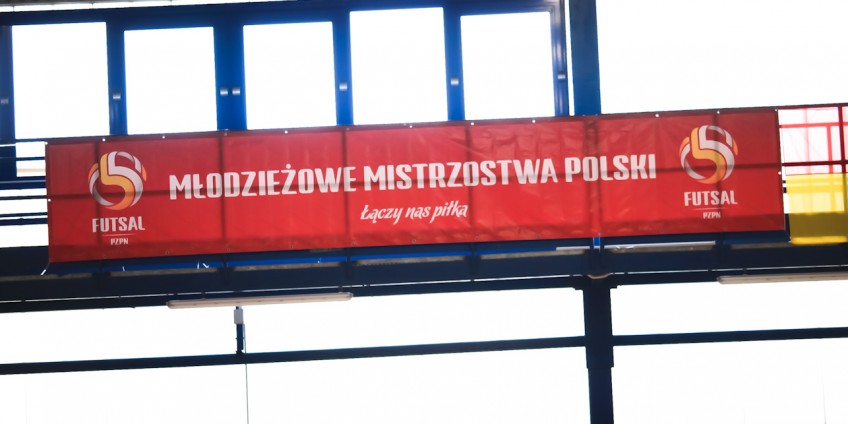 MŁODZIEŻOWE MISTRZOSTWA POLSKI
Łączy nas piłka
FUTSAL
PZPN
FUTSAL
PZPN